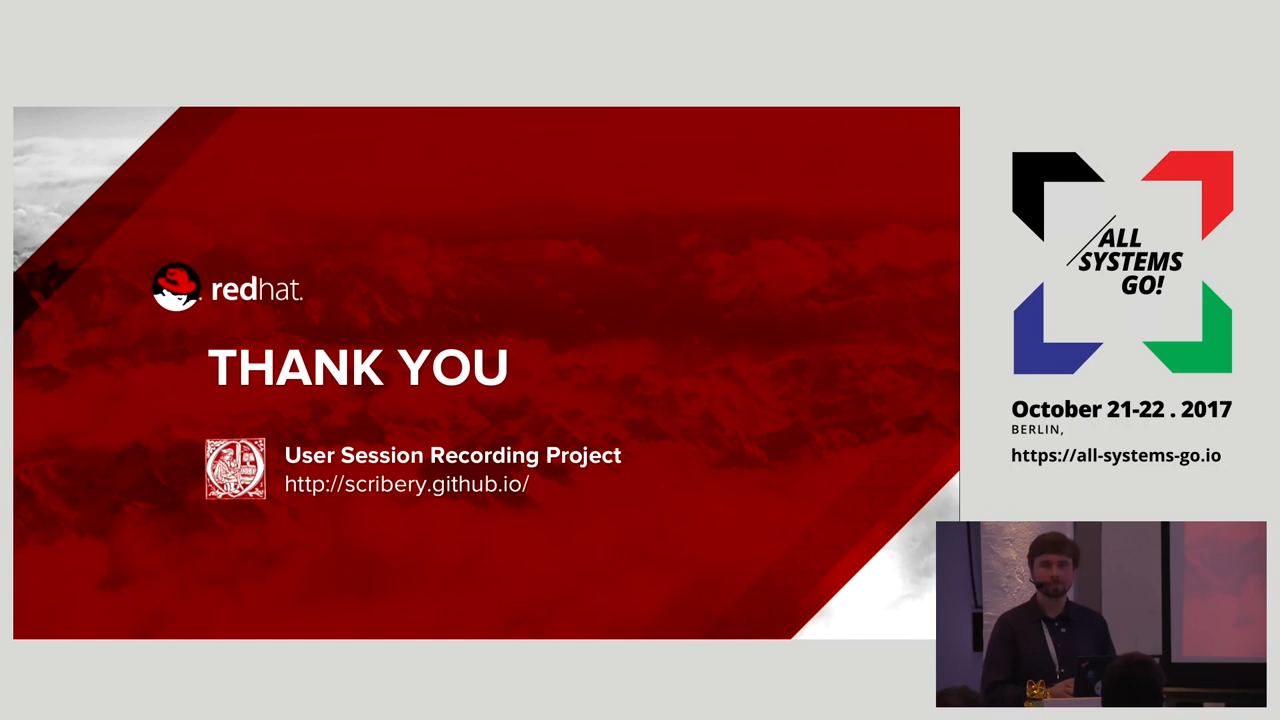 redhat.
THANK YOU
User Session Recording Project
http://scribery.github.io/
ALL
SYSTEMS
GO!
October 21-22 . 2017
BERLIN,
https://all-systems-go.io